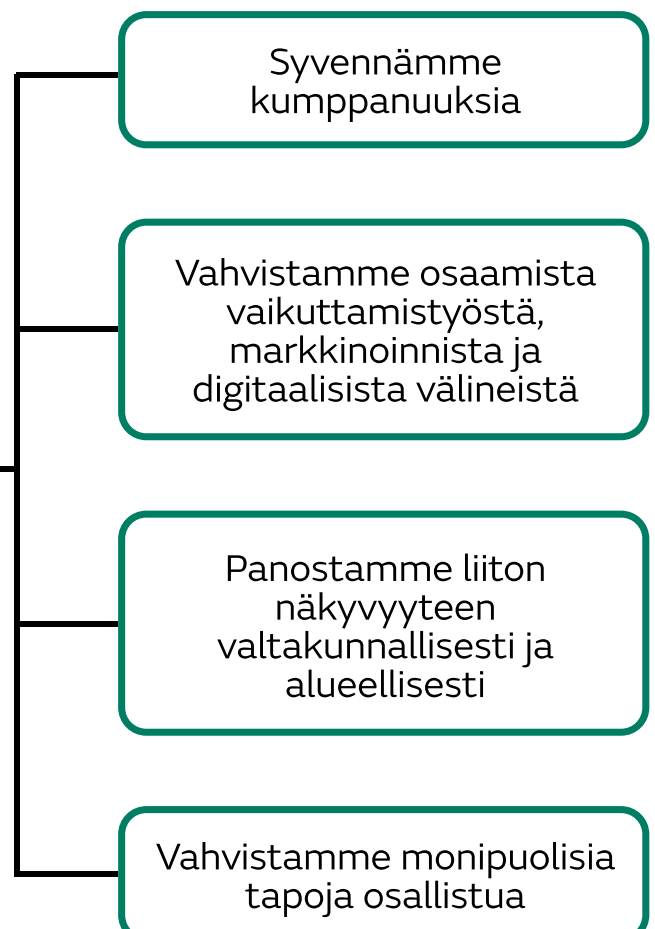 Syvennämme
kumppanuuksia
Vahvistamme osaamista
vaikuttamistyöstä,
markkinoinnista ja
digitaalisista välineistä
Panostamme liiton
näkyvyyteen
valtakunnallisesti ja
alueellisesti
Vahvistamme monipuolisia
tapoja osallistua